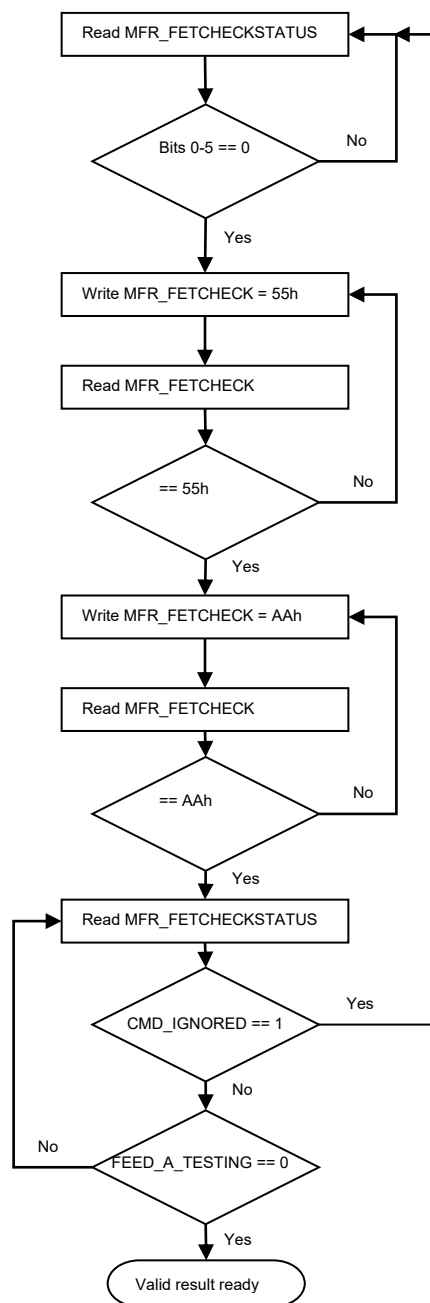 Read MFR_FETCHECKSTATUS
Bits 0-5 == 0
No
Yes
Write MFR_FETCHECK = 55h
Read MFR_FETCHECK
== 55h
No
Yes
Write MFR_FETCHECK = AAh
Read MFR_FETCHECK
== AAh
No
Yes
Read MFR_FETCHECKSTATUS
CMD_IGNORED == 1
Yes
No
FEED_A_TESTING == 0
No
Yes
Valid result ready